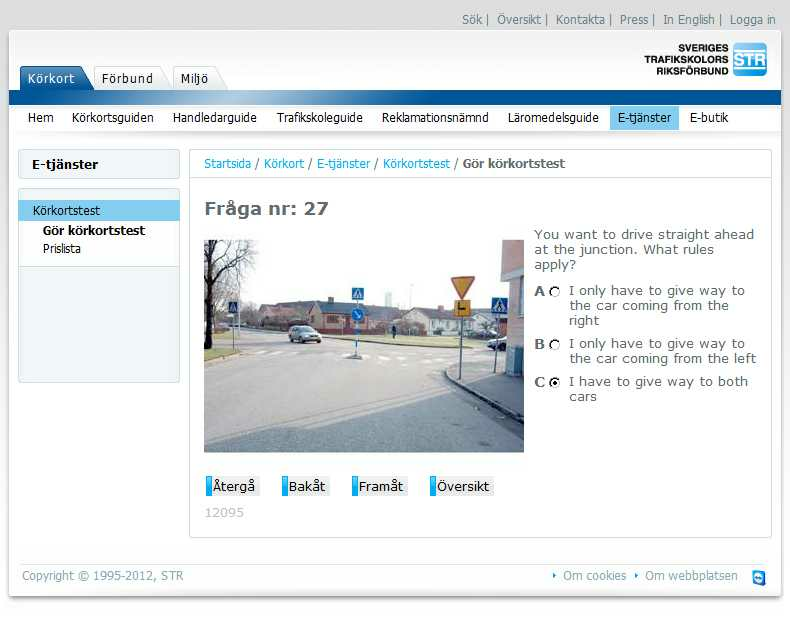 Sök | Översikt | Kontakta | Press | In English | Logga in
SVERIGES
TRAFIKSKOLORS
RIKSFÖRBUND
STR
Körkort Förbund Miljö
Hem Körkortsguiden Handledarguide Trafikskoleguide Reklamationsnämnd Läromedelsguide E-tjänster E-butik
E-tjänster
Körkortstest
Gör körkortstest
Prislista
Startsida / Körkort / E-tjänster / Körkortstest / Gör körkortstest
Fråga nr: 27
You want to drive straight ahead
at the junction. What rules
apply?
A I only have to give way to
the car coming from the
right
B I only have to give way to
the car coming from the left
C I have to give way to both
cars
Återgå Bakåt Framåt Översikt
12095
Copyright © 1995-2012, STR
Om cookies Om webbplatsen